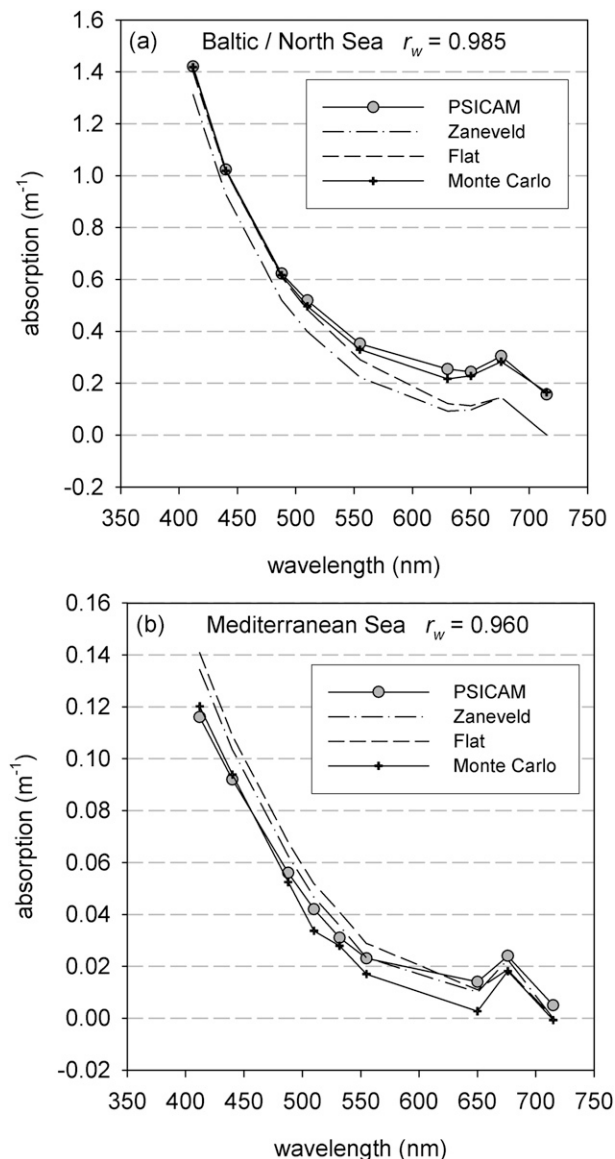 (a) Baltic / North Sea r_w = 0.985
PSICAM
Zaneveld
Flat
Monte Carlo
absorption (m⁻¹)
1.6
1.4
1.2
1.0
0.8
0.6
0.4
0.2
0.0
-0.2
350 400 450 500 550 600 650 700 750
wavelength (nm)
(b) Mediterranean Sea r_w = 0.960
PSICAM
Zaneveld
Flat
Monte Carlo
absorption (m⁻¹)
0.16
0.14
0.12
0.10
0.08
0.06
0.04
0.02
0.00
-0.02
350 400 450 500 550 600 650 700 750
wavelength (nm)